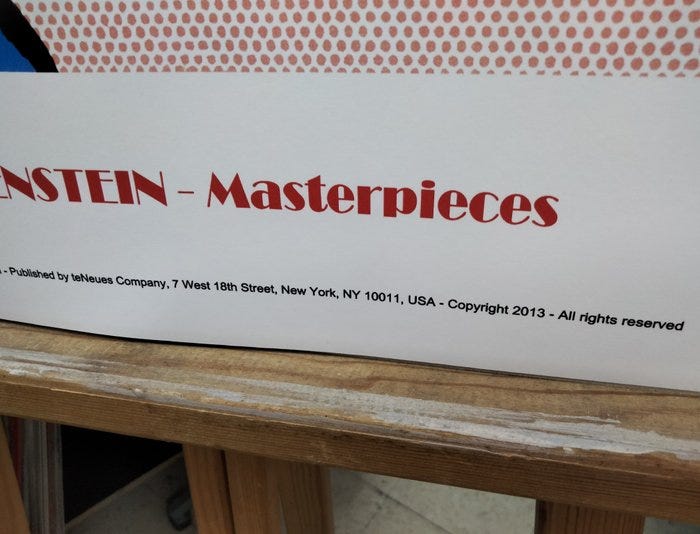 ENSTEIN - Masterpieces
- Published by teNeues Company, 7 West 18th Street, New York, NY 10011, USA - Copyright 2013 - All rights reserved